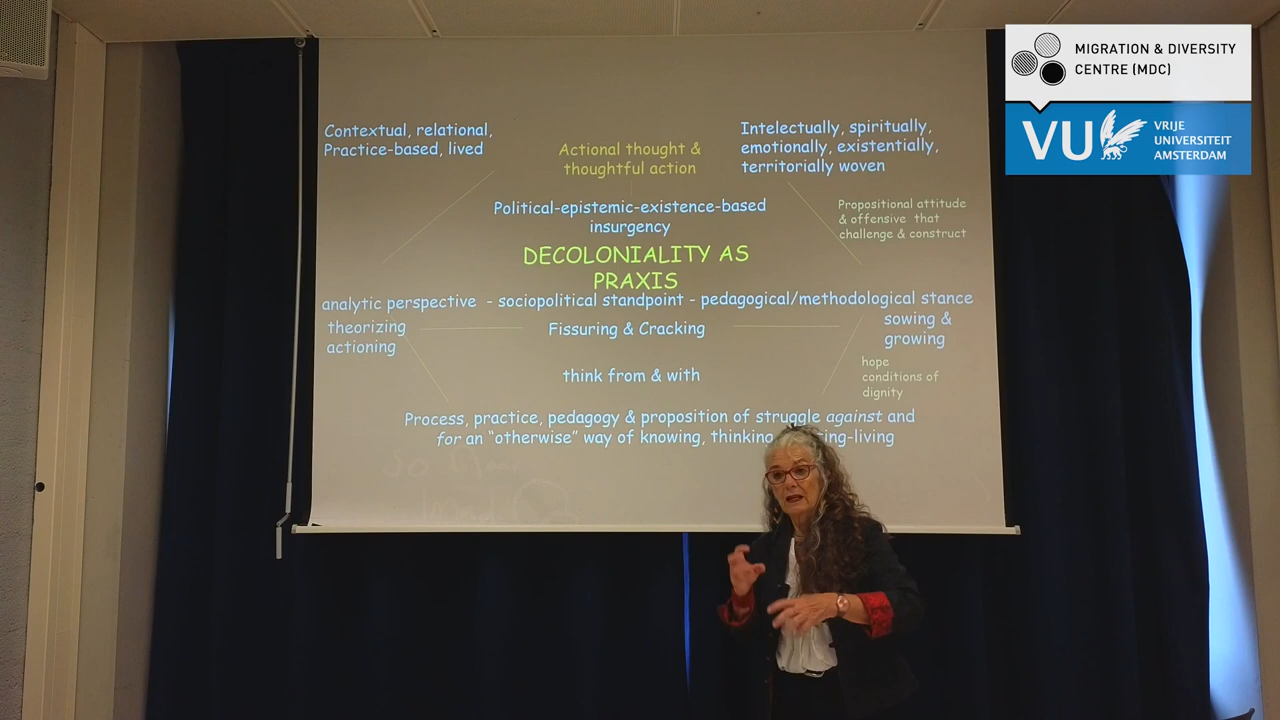 MIGRATION & DIVERSITY
CENTRE (MDC)
VU
VRIJE
UNIVERSITEIT
AMSTERDAM
Contextual, relational,
Practice-based, lived
Actional thought &
thoughtful action
Intelectually, spiritually,
emotionally, existentially,
territorially woven
Political-epistemic-existence-based
insurgency
Propositional attitude
& offensive that
challenge & construct
DECOLONIALITY AS
PRAXIS
analytic perspective - sociopolitical standpoint - pedagogical/methodological stance
theorizing
actioning
Fissuring & Cracking
sowing &
growing
think from & with
hope
conditions of
dignity
Process, practice, pedagogy & proposition of struggle against and
for an "otherwise" way of knowing, thinking -living